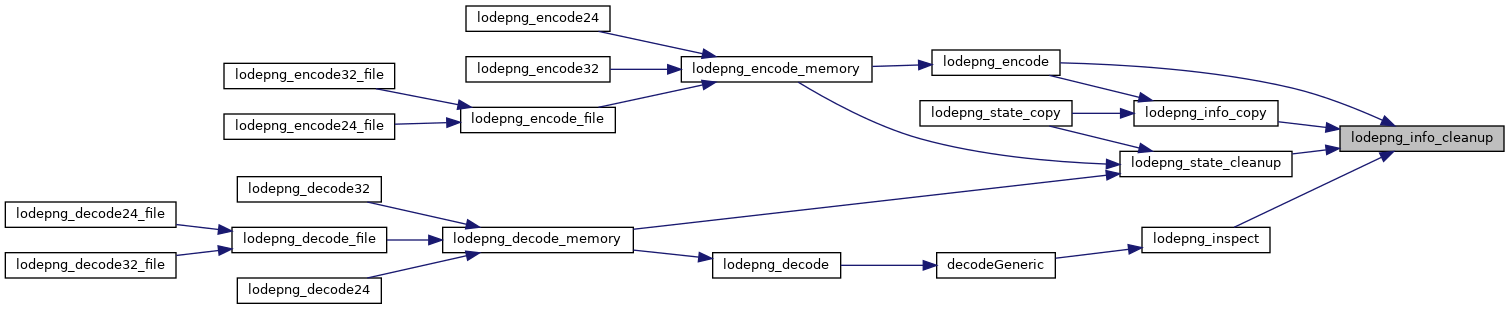 lodepng_encode24
lodepng_encode32
lodepng_encode32_file
lodepng_encode24_file
lodepng_encode_file
lodepng_encode_memory
lodepng_encode
lodepng_state_copy
lodepng_info_copy
lodepng_info_cleanup
lodepng_state_cleanup
lodepng_decode32
lodepng_decode24_file
lodepng_decode32_file
lodepng_decode_file
lodepng_decode_memory
lodepng_decode24
lodepng_decode
decodeGeneric
lodepng_inspect